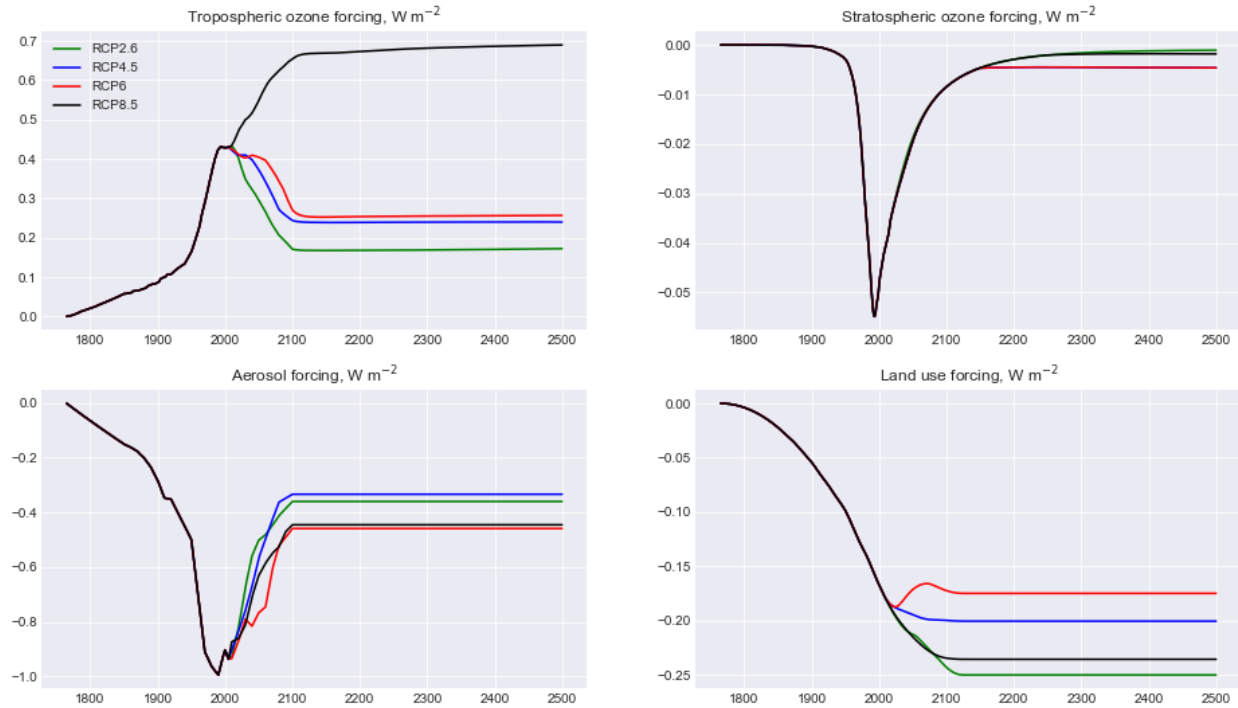 Tropospheric ozone forcing, W m⁻²
0.7
0.6
0.5
0.4
0.3
0.2
0.1
0.0
RCP2.6
RCP4.5
RCP6
RCP8.5
1800 1900 2000 2100 2200 2300 2400 2500
Stratospheric ozone forcing, W m⁻²
0.00
−0.01
−0.02
−0.03
−0.04
−0.05
1800 1900 2000 2100 2200 2300 2400 2500
Aerosol forcing, W m⁻²
0.0
−0.2
−0.4
−0.6
−0.8
−1.0
1800 1900 2000 2100 2200 2300 2400 2500
Land use forcing, W m⁻²
0.00
−0.05
−0.10
−0.15
−0.20
−0.25
1800 1900 2000 2100 2200 2300 2400 2500